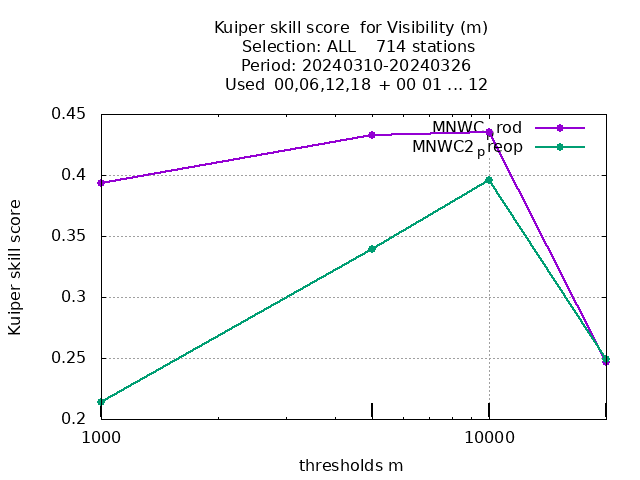 Kuiper skill score  for Visibility (m)
Selection: ALL    714 stations
Period: 20240310-20240326
Used  00,06,12,18 + 00 01 ... 12
MNWC_prod
MNWC2_preop
0.45
0.4
0.35
0.3
0.25
0.2
Kuiper skill score
1000
10000
thresholds m